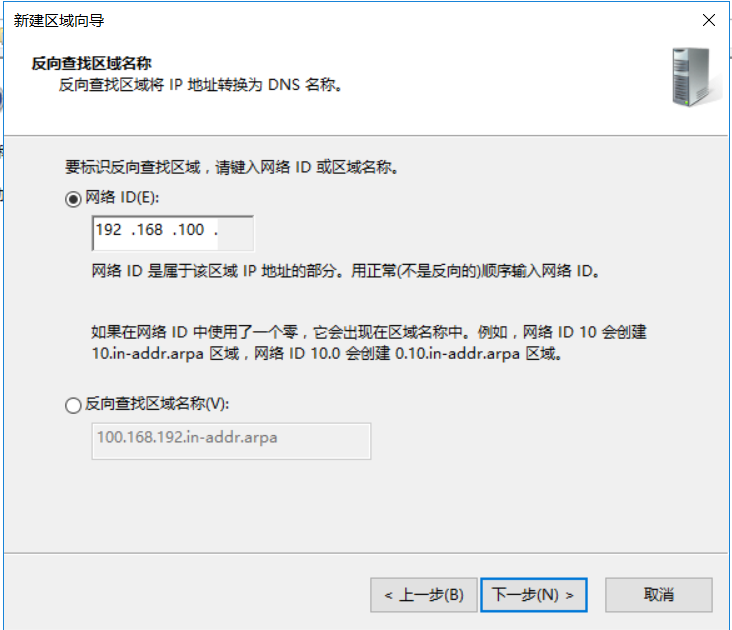 新建区域向导
反向查找区域名称
反向查找区域将 IP 地址转换为 DNS 名称。
要标识反向查找区域，请键入网络 ID 或区域名称。
网络 ID(E):
192 .168 .100 .
网络 ID 是属于该区域 IP 地址的部分。用正常(不是反向的)顺序输入网络 ID。
如果在网络 ID 中使用了一个零，它会出现在区域名称中。例如，网络 ID 10 会创建
10.in-addr.arpa 区域，网络 ID 10.0 会创建 0.10.in-addr.arpa 区域。
反向查找区域名称(V):
100.168.192.in-addr.arpa
< 上一步(B) 下一步(N) > 取消